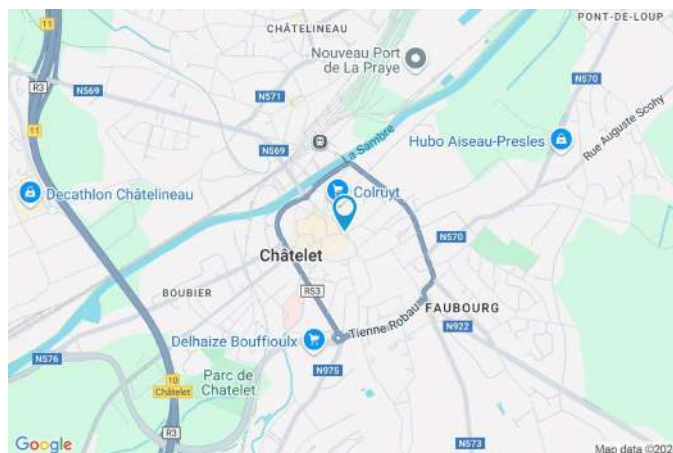 CHÂTELINEAU
PONT-DE-LOUP
11
Nouveau Port
de La Praye
R3
N569
N571
N570
11
N569
La Sambre
Hubo Aiseau-Presles
Rue Auguste Scohy
Decathlon Châtelineau
Colruyt
N570
Châtelet
BOUBIER
R53
FAUBOURG
Tienne Robau
N922
Delhaize Bouffioulx
N576
Parc de
Chatelet
N975
10
Châtelet
R3
N573
Google
Map data ©202